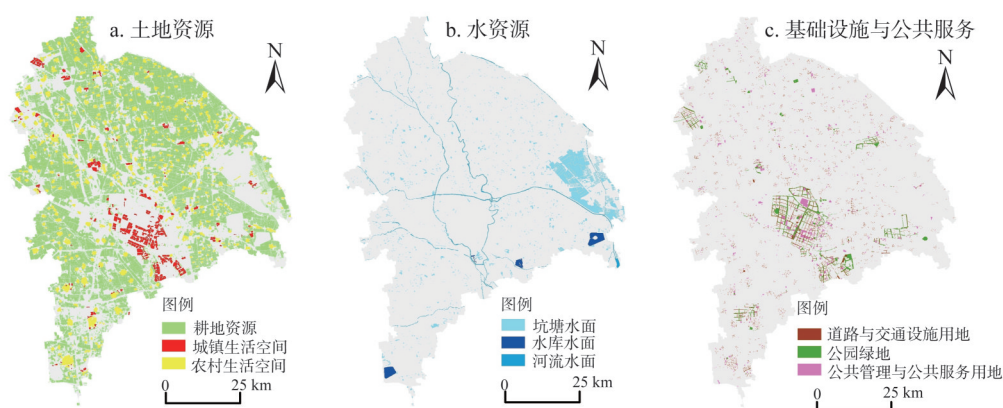 a. 土地资源
N
图例
耕地资源
城镇生活空间
农村生活空间
0 25 km
b. 水资源
N
图例
坑塘水面
水库水面
河流水面
0 25 km
c. 基础设施与公共服务
N
图例
道路与交通设施用地
公园绿地
公共管理与公共服务用地
0 25 km